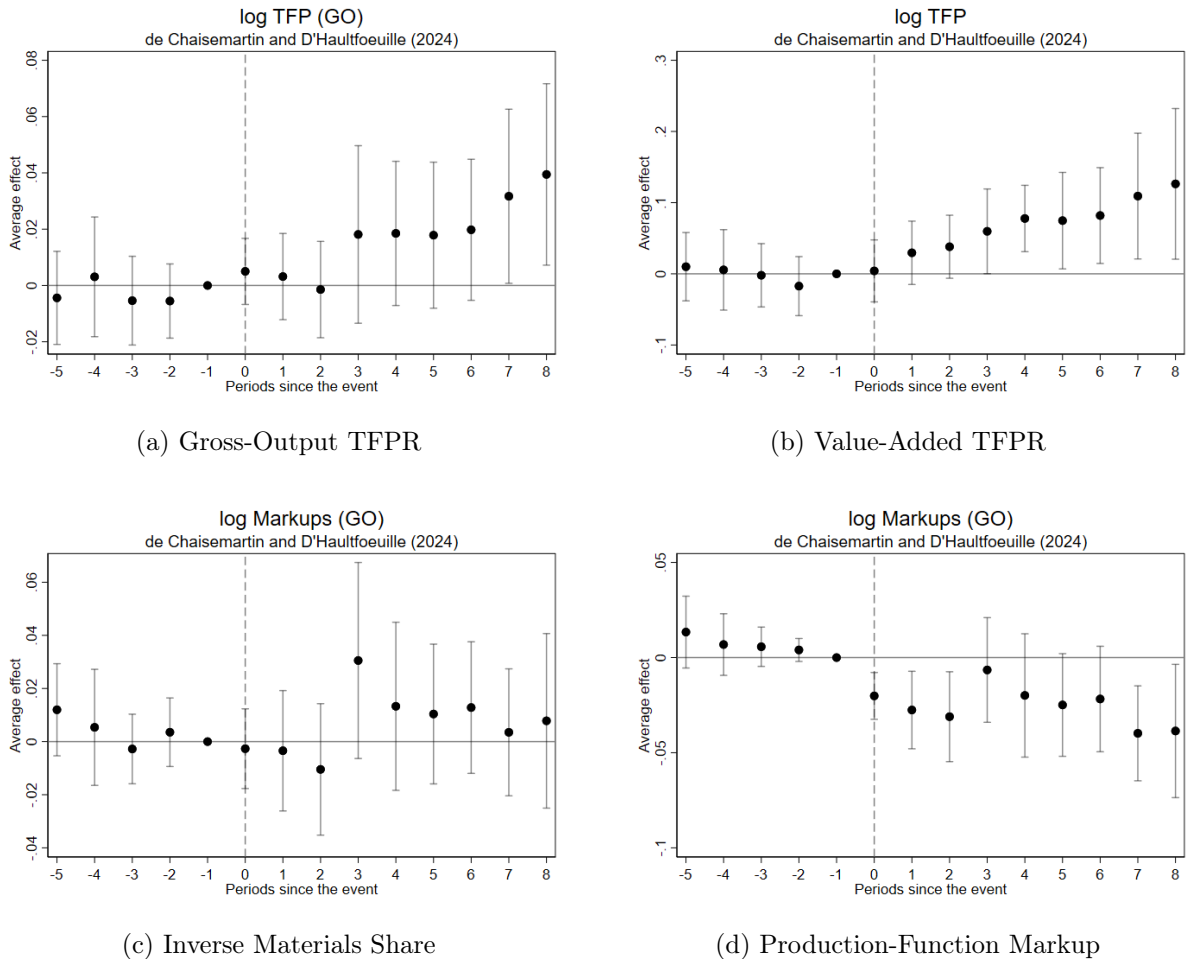 log TFP (GO)
de Chaisemartin and D'Haultfoeuille (2024)
Average effect
.08
.06
.04
.02
0
-.02
-5 -4 -3 -2 -1 0 1 2 3 4 5 6 7 8
Periods since the event
(a) Gross-Output TFPR
log TFP
de Chaisemartin and D'Haultfoeuille (2024)
Average effect
.3
.2
.1
0
-.1
-5 -4 -3 -2 -1 0 1 2 3 4 5 6 7 8
Periods since the event
(b) Value-Added TFPR
log Markups (GO)
de Chaisemartin and D'Haultfoeuille (2024)
Average effect
.06
.04
.02
0
-.02
-.04
-5 -4 -3 -2 -1 0 1 2 3 4 5 6 7 8
Periods since the event
(c) Inverse Materials Share
log Markups (GO)
de Chaisemartin and D'Haultfoeuille (2024)
Average effect
.05
0
-.05
-.1
-5 -4 -3 -2 -1 0 1 2 3 4 5 6 7 8
Periods since the event
(d) Production-Function Markup